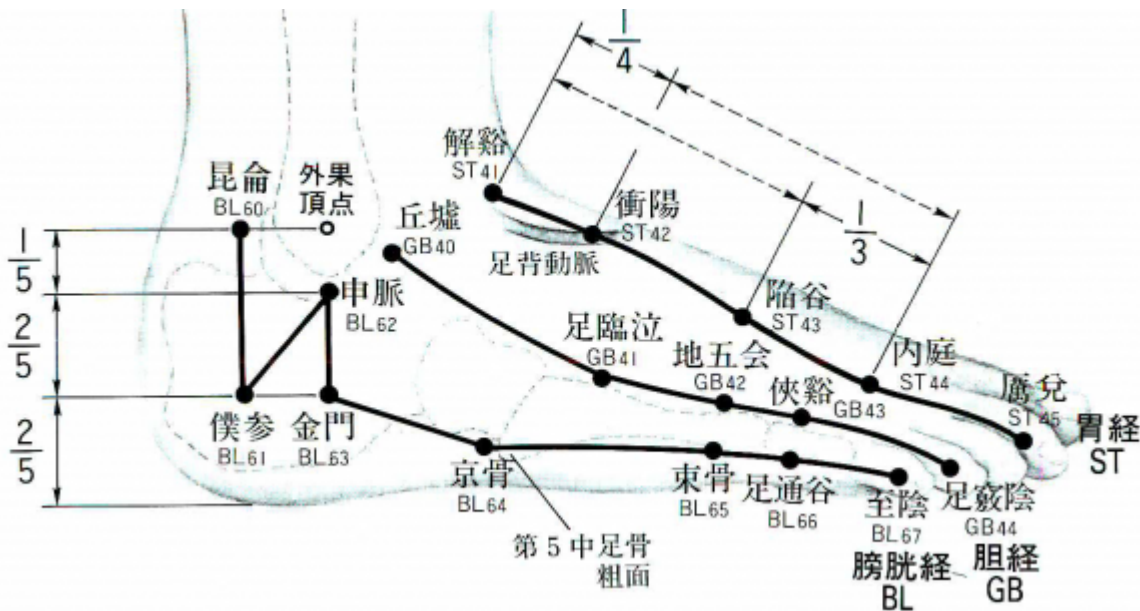 1
4
解谿
ST41
昆侖
BL60
外果
頂点
丘墟
GB40
衝陽
ST42
足背動脈
1
3
1
5
申脈
BL62
陥谷
ST43
2
5
足臨泣
GB41
地五会
GB42
内庭
ST44
俠谿
GB43
厲兌
ST45
胃経
ST
僕参
BL61
金門
BL63
2
5
京骨
BL64
束骨
BL65
足通谷
BL66
至陰
BL67
足竅陰
GB44
第5中足骨
粗面
膀胱経
BL
胆経
GB